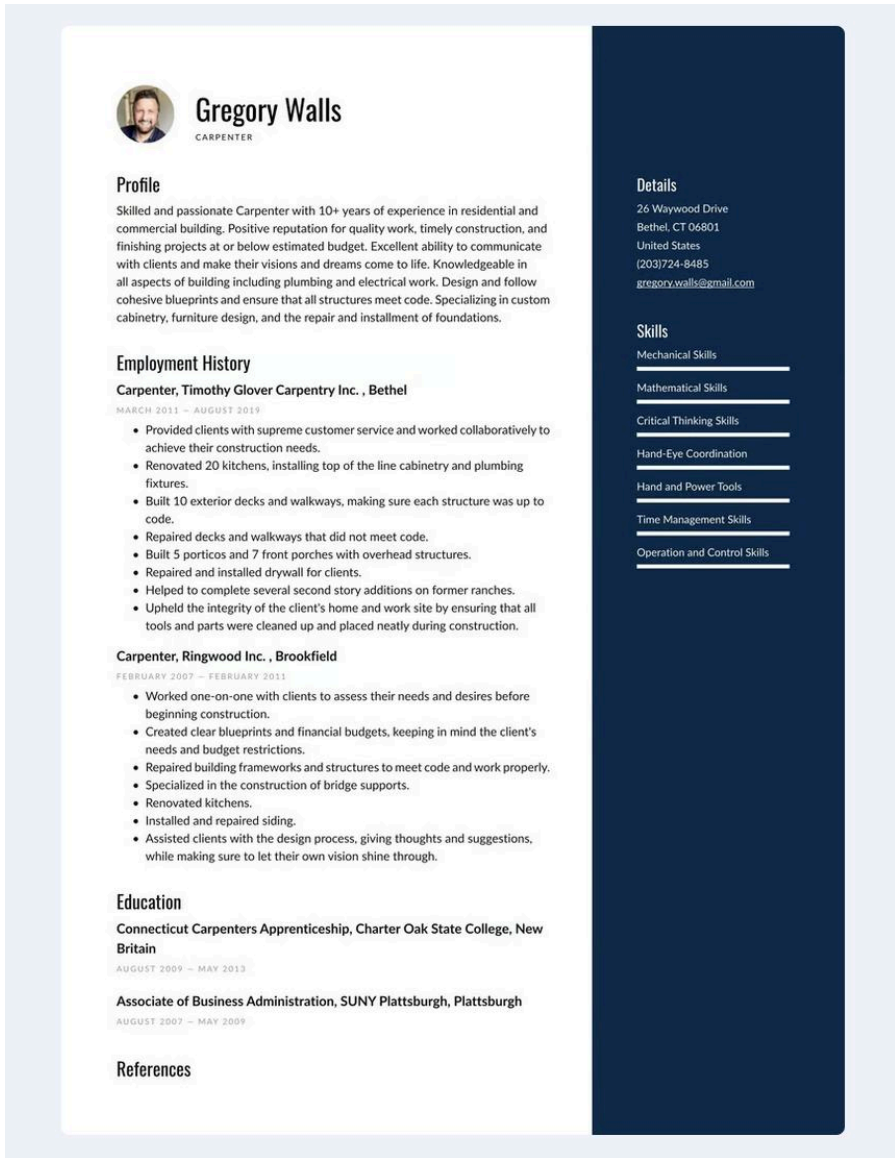 Gregory Walls
CARPENTER
Profile
Skilled and passionate Carpenter with 10+ years of experience in residential and
commercial building. Positive reputation for quality work, timely construction, and
finishing projects at or below estimated budget. Excellent ability to communicate
with clients and make their visions and dreams come to life. Knowledgeable in
all aspects of building including plumbing and electrical work. Design and follow
cohesive blueprints and ensure that all structures meet code. Specializing in custom
cabinetry, furniture design, and the repair and installment of foundations.
Employment History
Carpenter, Timothy Glover Carpentry Inc. , Bethel
MARCH 2011 — AUGUST 2019
• Provided clients with supreme customer service and worked collaboratively to
achieve their construction needs.
• Renovated 20 kitchens, installing top of the line cabinetry and plumbing
fixtures.
• Built 10 exterior decks and walkways, making sure each structure was up to
code.
• Repaired decks and walkways that did not meet code.
• Built 5 porticos and 7 front porches with overhead structures.
• Repaired and installed drywall for clients.
• Helped to complete several second story additions on former ranches.
• Upheld the integrity of the client's home and work site by ensuring that all
tools and parts were cleaned up and placed neatly during construction.
Carpenter, Ringwood Inc. , Brookfield
FEBRUARY 2007 — FEBRUARY 2011
• Worked one-on-one with clients to assess their needs and desires before
beginning construction.
• Created clear blueprints and financial budgets, keeping in mind the client's
needs and budget restrictions.
• Repaired building frameworks and structures to meet code and work properly.
• Specialized in the construction of bridge supports.
• Renovated kitchens.
• Installed and repaired siding.
• Assisted clients with the design process, giving thoughts and suggestions,
while making sure to let their own vision shine through.
Education
Connecticut Carpenters Apprenticeship, Charter Oak State College, New
Britain
AUGUST 2009 — MAY 2013
Associate of Business Administration, SUNY Plattsburgh, Plattsburgh
AUGUST 2007 — MAY 2009
References
Details
26 Waywood Drive
Bethel, CT 06801
United States
(203)724-8485
gregory.walls@gmail.com
Skills
Mechanical Skills
Mathematical Skills
Critical Thinking Skills
Hand-Eye Coordination
Hand and Power Tools
Time Management Skills
Operation and Control Skills